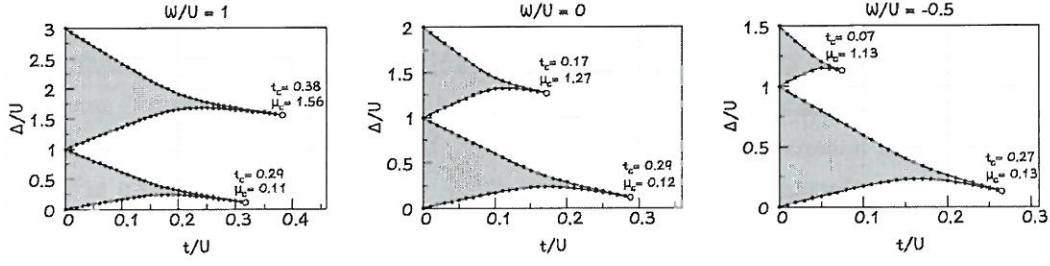 W/U = 1
3
2.5
2
1.5
1
0.5
0
Δ/U
t_c = 0.38
μ_c = 1.56
t_c = 0.29
μ_c = 0.11
0 0.1 0.2 0.3 0.4
t/U
W/U = 0
2
1.5
1
0.5
0
Δ/U
t_c = 0.17
μ_c = 1.27
t_c = 0.29
μ_c = 0.12
0 0.1 0.2 0.3
t/U
W/U = -0.5
1.5
1
0.5
0
Δ/U
t_c = 0.07
μ_c = 1.13
t_c = 0.27
μ_c = 0.13
0 0.1 0.2 0.3
t/U